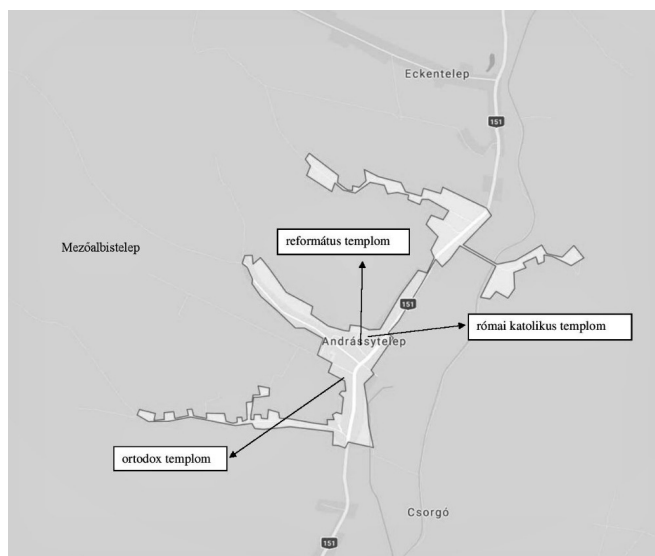 Eckentelep
151
református templom
Mezőalbistelep
151
római katolikus templom
Andrássytelep
ortodox templom
Csorgó
151